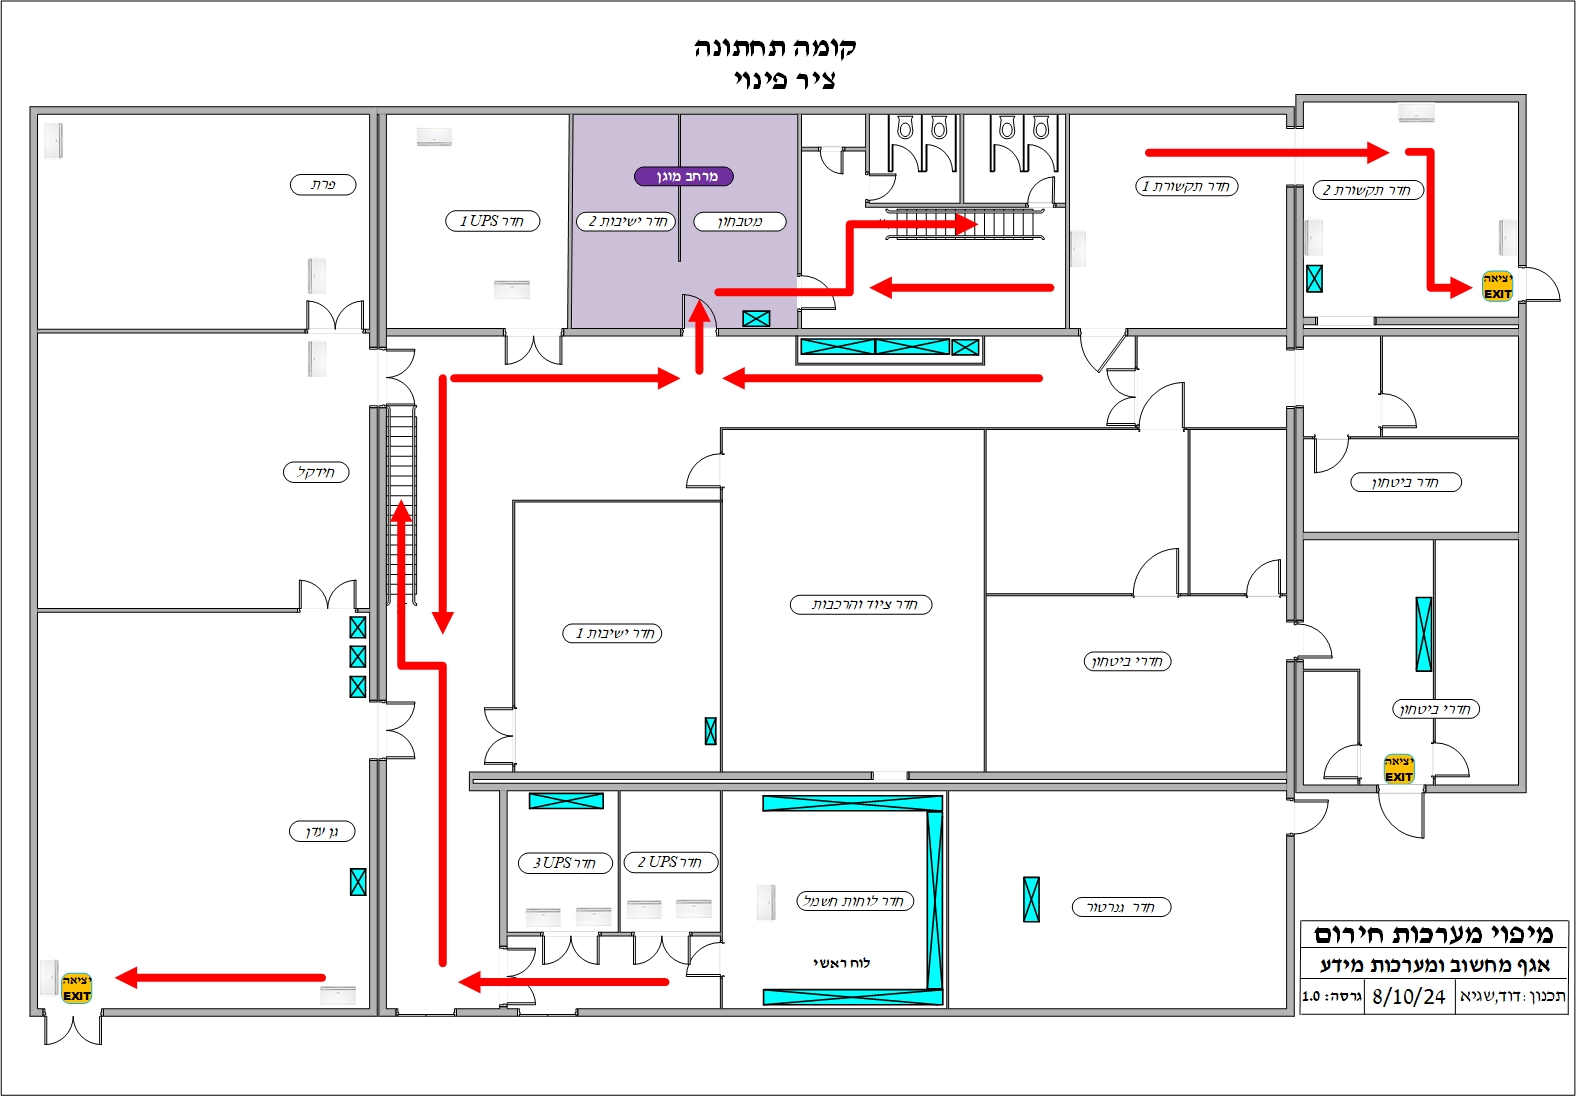 קומה תחתונה
ציר פינוי
פרת
חדר UPS 1
מרחב מוגן
חדר ישיבות 2
מטבחון
חדר תקשורת 1
חדר תקשורת 2
יציאה
EXIT
חידקל
חדר ביטחון
חדר ציוד והרכבות
חדר ישיבות 1
חדרי ביטחון
חדרי ביטחון
יציאה
EXIT
גן עדן
חדר UPS 3
חדר UPS 2
חדר לוחות חשמל
חדר גנרטור
לוח ראשי
יציאה
EXIT
מיפוי מערכות חירום
אגף מחשוב ומערכות מידע
תכנון: דוד,שגיא 8/10/24 גרסה: 1.0